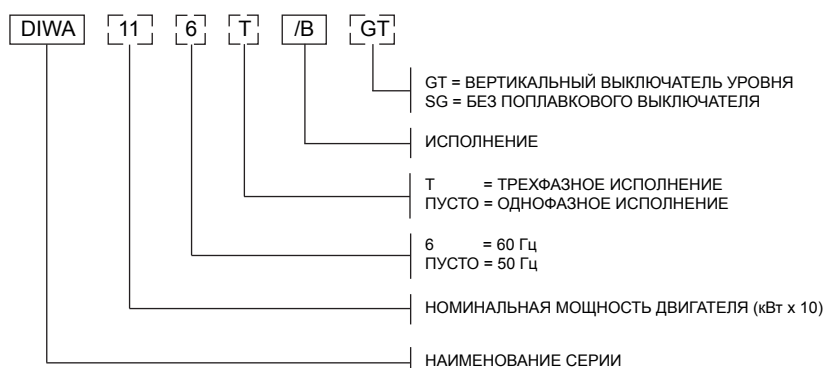 DIWA 11 6 T /B GT
GT = ВЕРТИКАЛЬНЫЙ ВЫКЛЮЧАТЕЛЬ УРОВНЯ
SG = БЕЗ ПОПЛАВКОВОГО ВЫКЛЮЧАТЕЛЯ
ИСПОЛНЕНИЕ
T = ТРЕХФАЗНОЕ ИСПОЛНЕНИЕ
ПУСТО = ОДНОФАЗНОЕ ИСПОЛНЕНИЕ
6 = 60 Гц
ПУСТО = 50 Гц
НОМИНАЛЬНАЯ МОЩНОСТЬ ДВИГАТЕЛЯ (кВт x 10)
НАИМЕНОВАНИЕ СЕРИИ